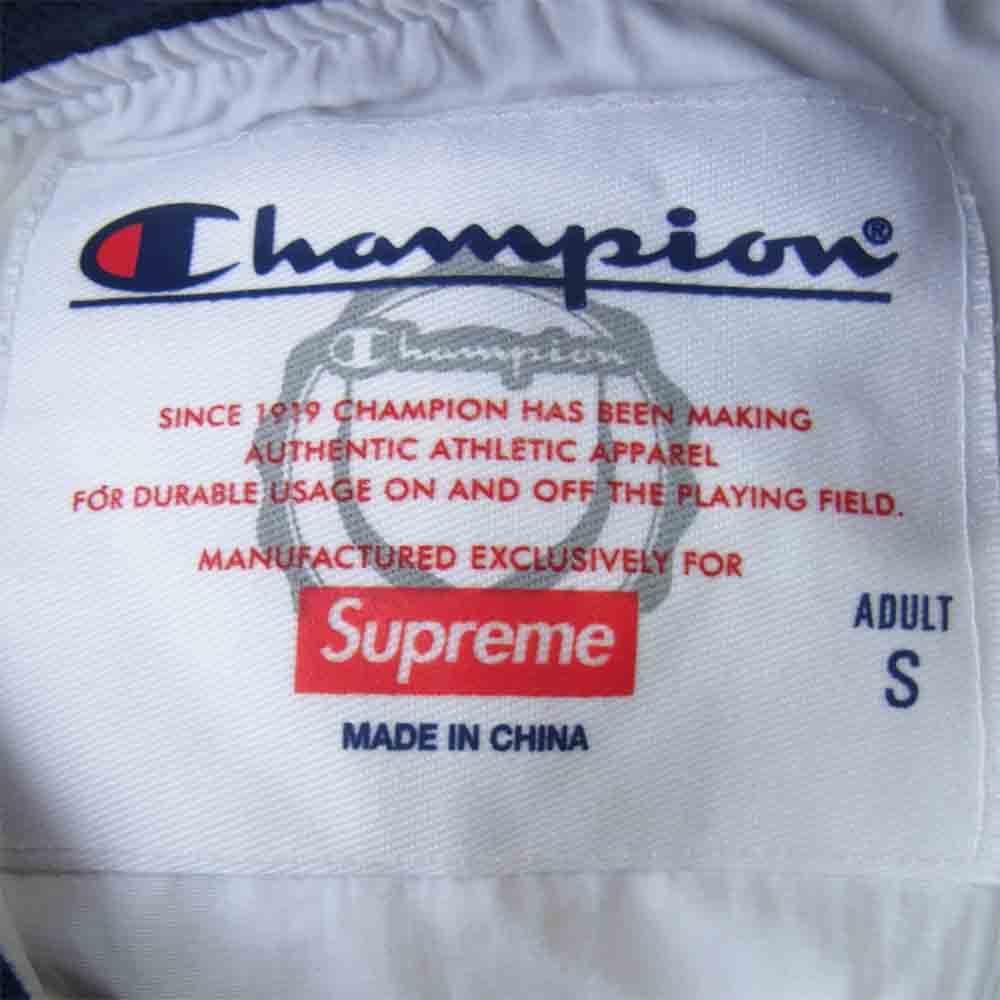 Champion®
Champion
SINCE 1919 CHAMPION HAS BEEN MAKING
AUTHENTIC ATHLETIC APPAREL
FOR DURABLE USAGE ON AND OFF THE PLAYING FIELD.
MANUFACTURED EXCLUSIVELY FOR
Supreme
ADULT
S
MADE IN CHINA